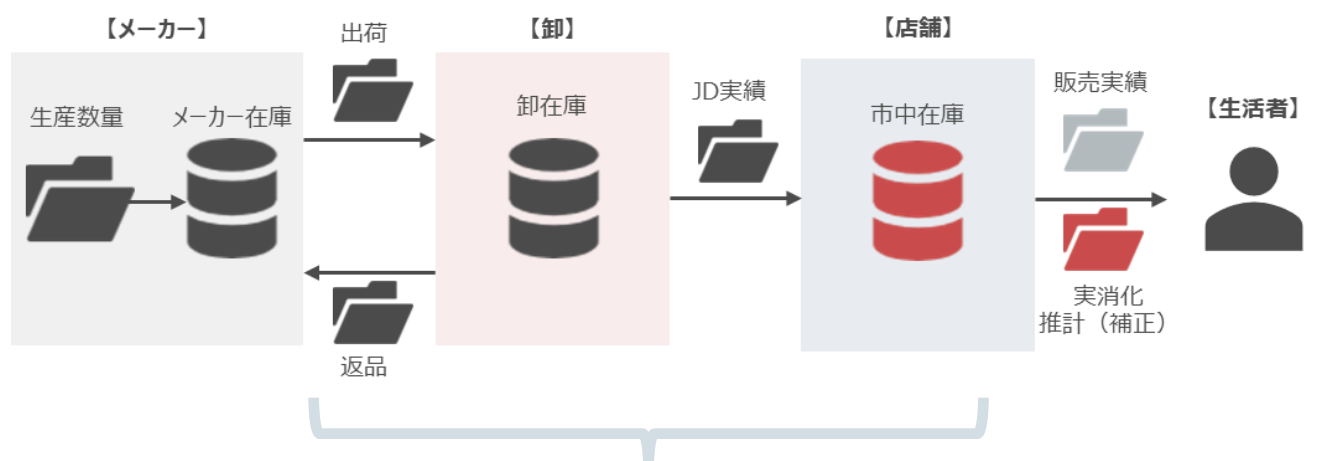 【メーカー】
出荷
【卸】
【店舗】
生産数量
メーカー在庫
卸在庫
JD実績
市中在庫
販売実績
【生活者】
実消化
推計（補正）
返品